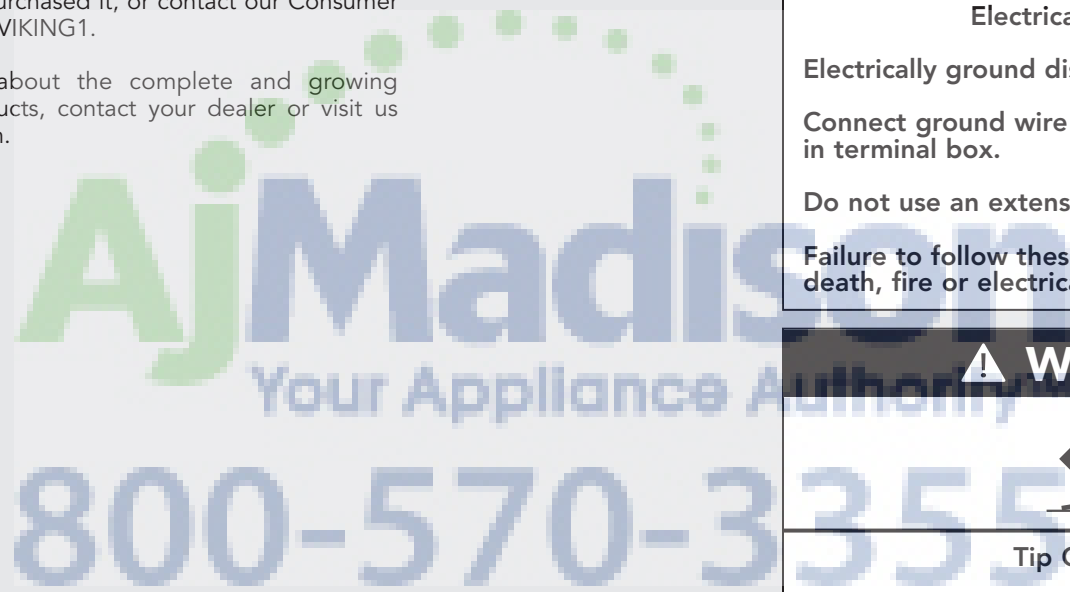 urchased it, or contact our Consumer
VIKING1.
about the complete and growing
ucts, contact your dealer or visit us
Electrica
Electrically ground dis
Connect ground wire
in terminal box.
Do not use an extens
Failure to follow thes
death, fire or electrica
W
Tip O
AjMadison
Your Appliance Authority
800-570-3355